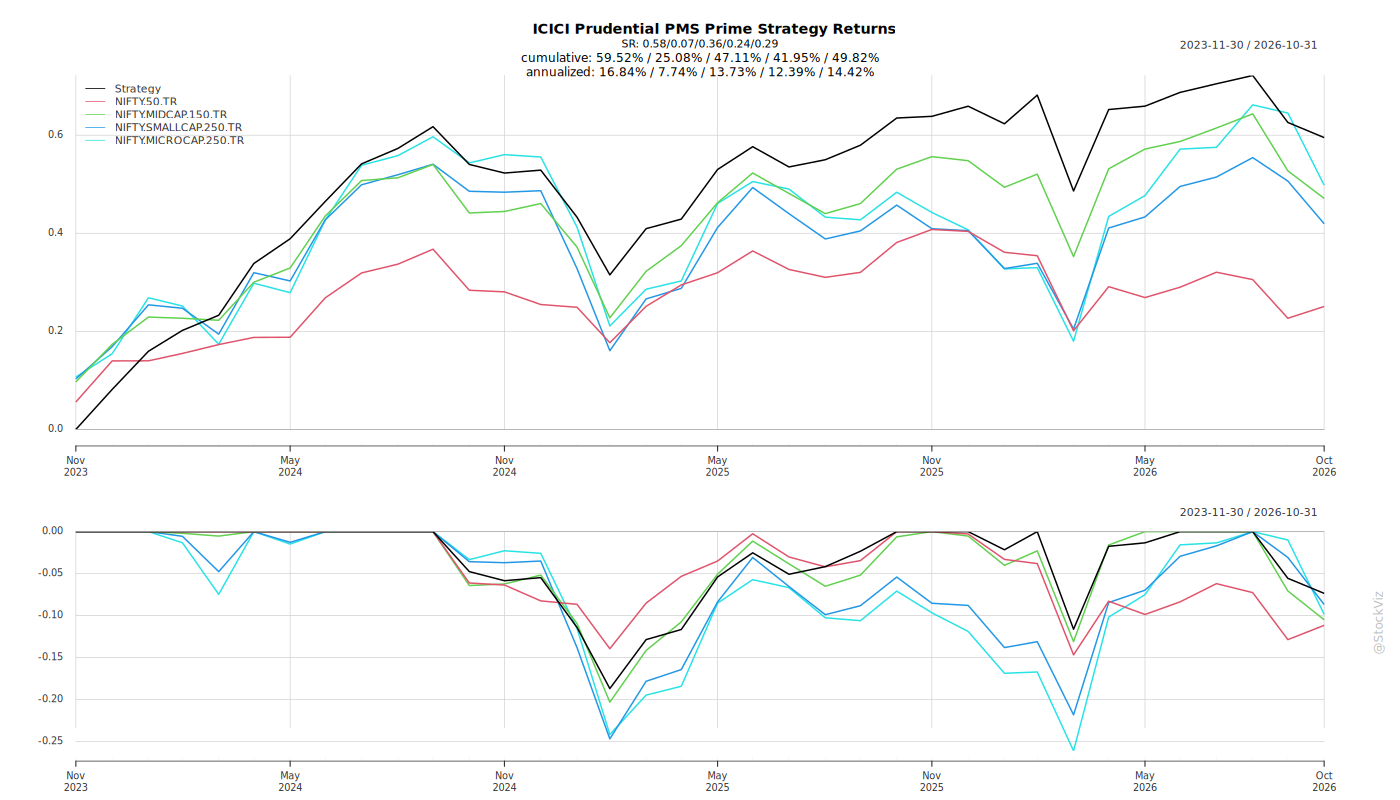 ICICI Prudential PMS Prime Strategy Returns
SR: 0.58/0.07/0.36/0.24/0.29
cumulative: 59.52% / 25.08% / 47.11% / 41.95% / 49.82%
annualized: 16.84% / 7.74% / 13.73% / 12.39% / 14.42%
2023-11-30 / 2026-10-31
Strategy
NIFTY.50.TR
NIFTY.MIDCAP.150.TR
NIFTY.SMALLCAP.250.TR
NIFTY.MICROCAP.250.TR
0.6
0.4
0.2
0.0
Nov May Nov May Nov May Oct
2023 2024 2024 2025 2025 2026 2026
2023-11-30 / 2026-10-31
0.00
-0.05
-0.10
-0.15
-0.20
-0.25
Nov May Nov May Nov May Oct
2023 2024 2024 2025 2025 2026 2026
@StockViz